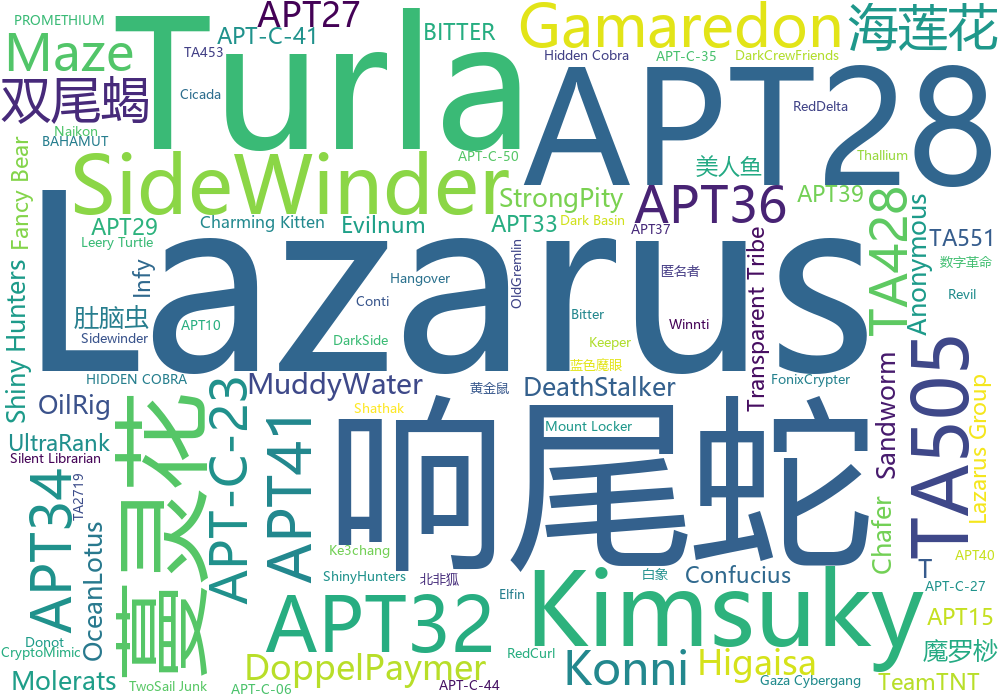 PROMETHIUM
APT27
Gamaredon
海莲花
Maze
TA453
APT-C-41
Turla
BITTER
Hidden Cobra
APT-C-35
DarkCrewFriends
双尾蝎
Cicada
APT28
RedDelta
Naikon
BAHAMUT
APT-C-50
美人鱼
Thallium
Fancy Bear
SideWinder
StrongPity
APT36
APT39
APT29
Charming Kitten
Evilnum
APT33
Dark Basin
APT37
TA428
Anonymous
TA551
Leery Turtle
Lazarus
匿名者
数字革命
Shiny Hunters
Infy
Hangover
OldGremlin
Transparent Tribe
Revil
肚脑虫
Conti
Bitter
Winnti
Sidewinder
APT10
DarkSide
Keeper
蓝色魔眼
HIDDEN COBRA
MuddyWater
黄金鼠
DeathStalker
FonixCrypter
Sandworm
TA505
Lazarus Group
OilRig
蔓灵花
APT-C-23
Shathak
响尾蛇
Mount Locker
UltraRank
APT41
Silent Librarian
APT34
TA2719
OceanLotus
Chafer
Ke3chang
APT40
ShinyHunters
北非狐
白象
Confucius
T
APT-C-27
Elfin
Kimsuky
APT32
APT15
Donot
CryptoMimic
RedCurl
魔罗桫
Molerats
TwoSail Junk
DoppelPaymer
Konni
Higaisa
APT-C-06
APT-C-44
Gaza Cybergang
TeamTNT